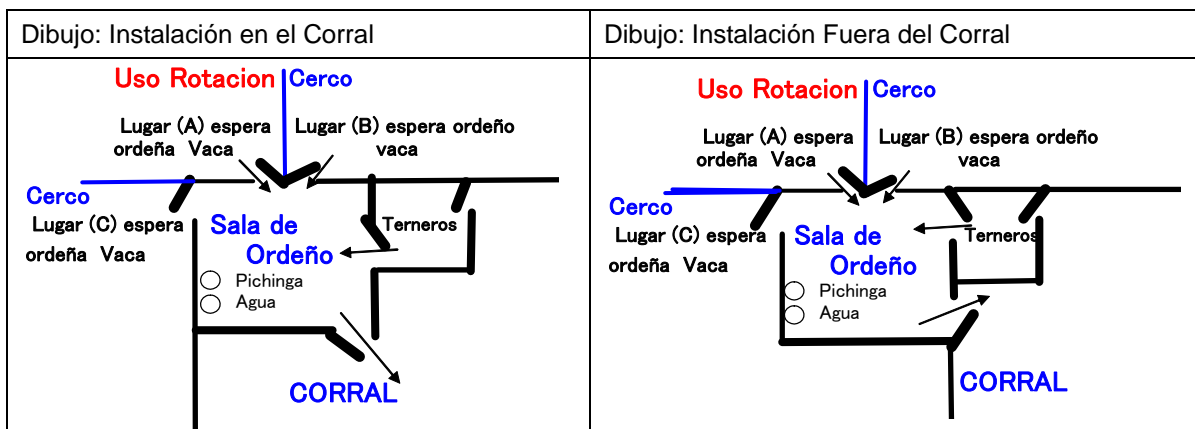 Dibujo: Instalación en el Corral
Uso Rotacion
Cerco
Lugar (A) espera
ordeña Vaca
Lugar (B) espera ordeño
vaca
Cerco
Lugar (C) espera
ordeña Vaca
Sala de
Ordeño
Terneros
Pichinga
Agua
CORRAL
Dibujo: Instalación Fuera del Corral
Uso Rotacion
Cerco
Lugar (A) espera
ordeña Vaca
Lugar (B) espera ordeño
vaca
Cerco
Lugar (C) espera
ordeña Vaca
Sala de
Ordeño
Terneros
Pichinga
Agua
CORRAL